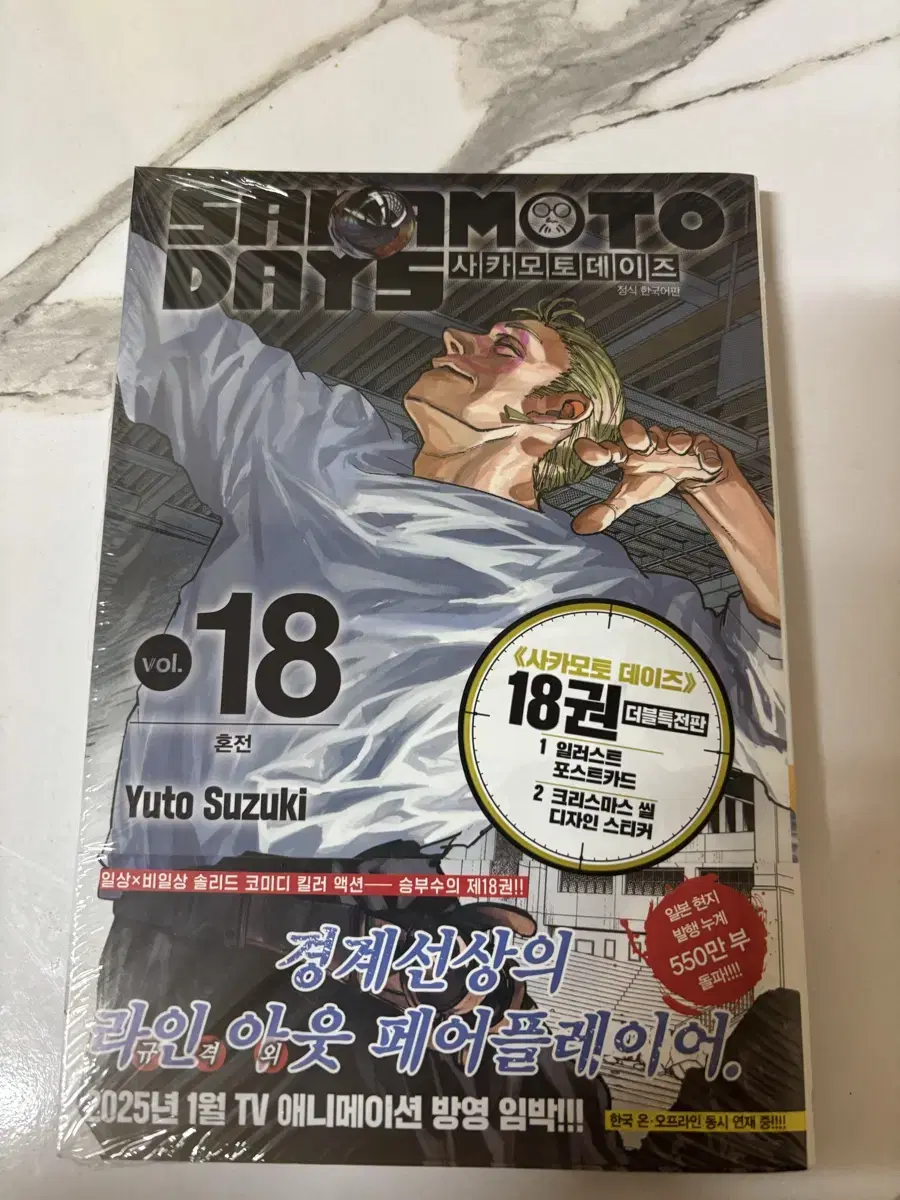 SAKAMOTO
DAYS 사카모토데이즈
정식 한국어판
vol. 18
혼전
Yuto Suzuki
《사카모토 데이즈》
18권 더블특전판
1 일러스트
포스트카드
2 크리스마스 씰
디자인 스티커
일상×비일상 솔리드 코미디 킬러 액션── 승부수의 제18권!!
일본 현지
발행 누계
550만 부
돌파!!!!
경계선상의
라인 아웃 페어플레이어.
규격외
2025년 1월 TV 애니메이션 방영 임박!!!
한국 온·오프라인 동시 연재 중!!!!